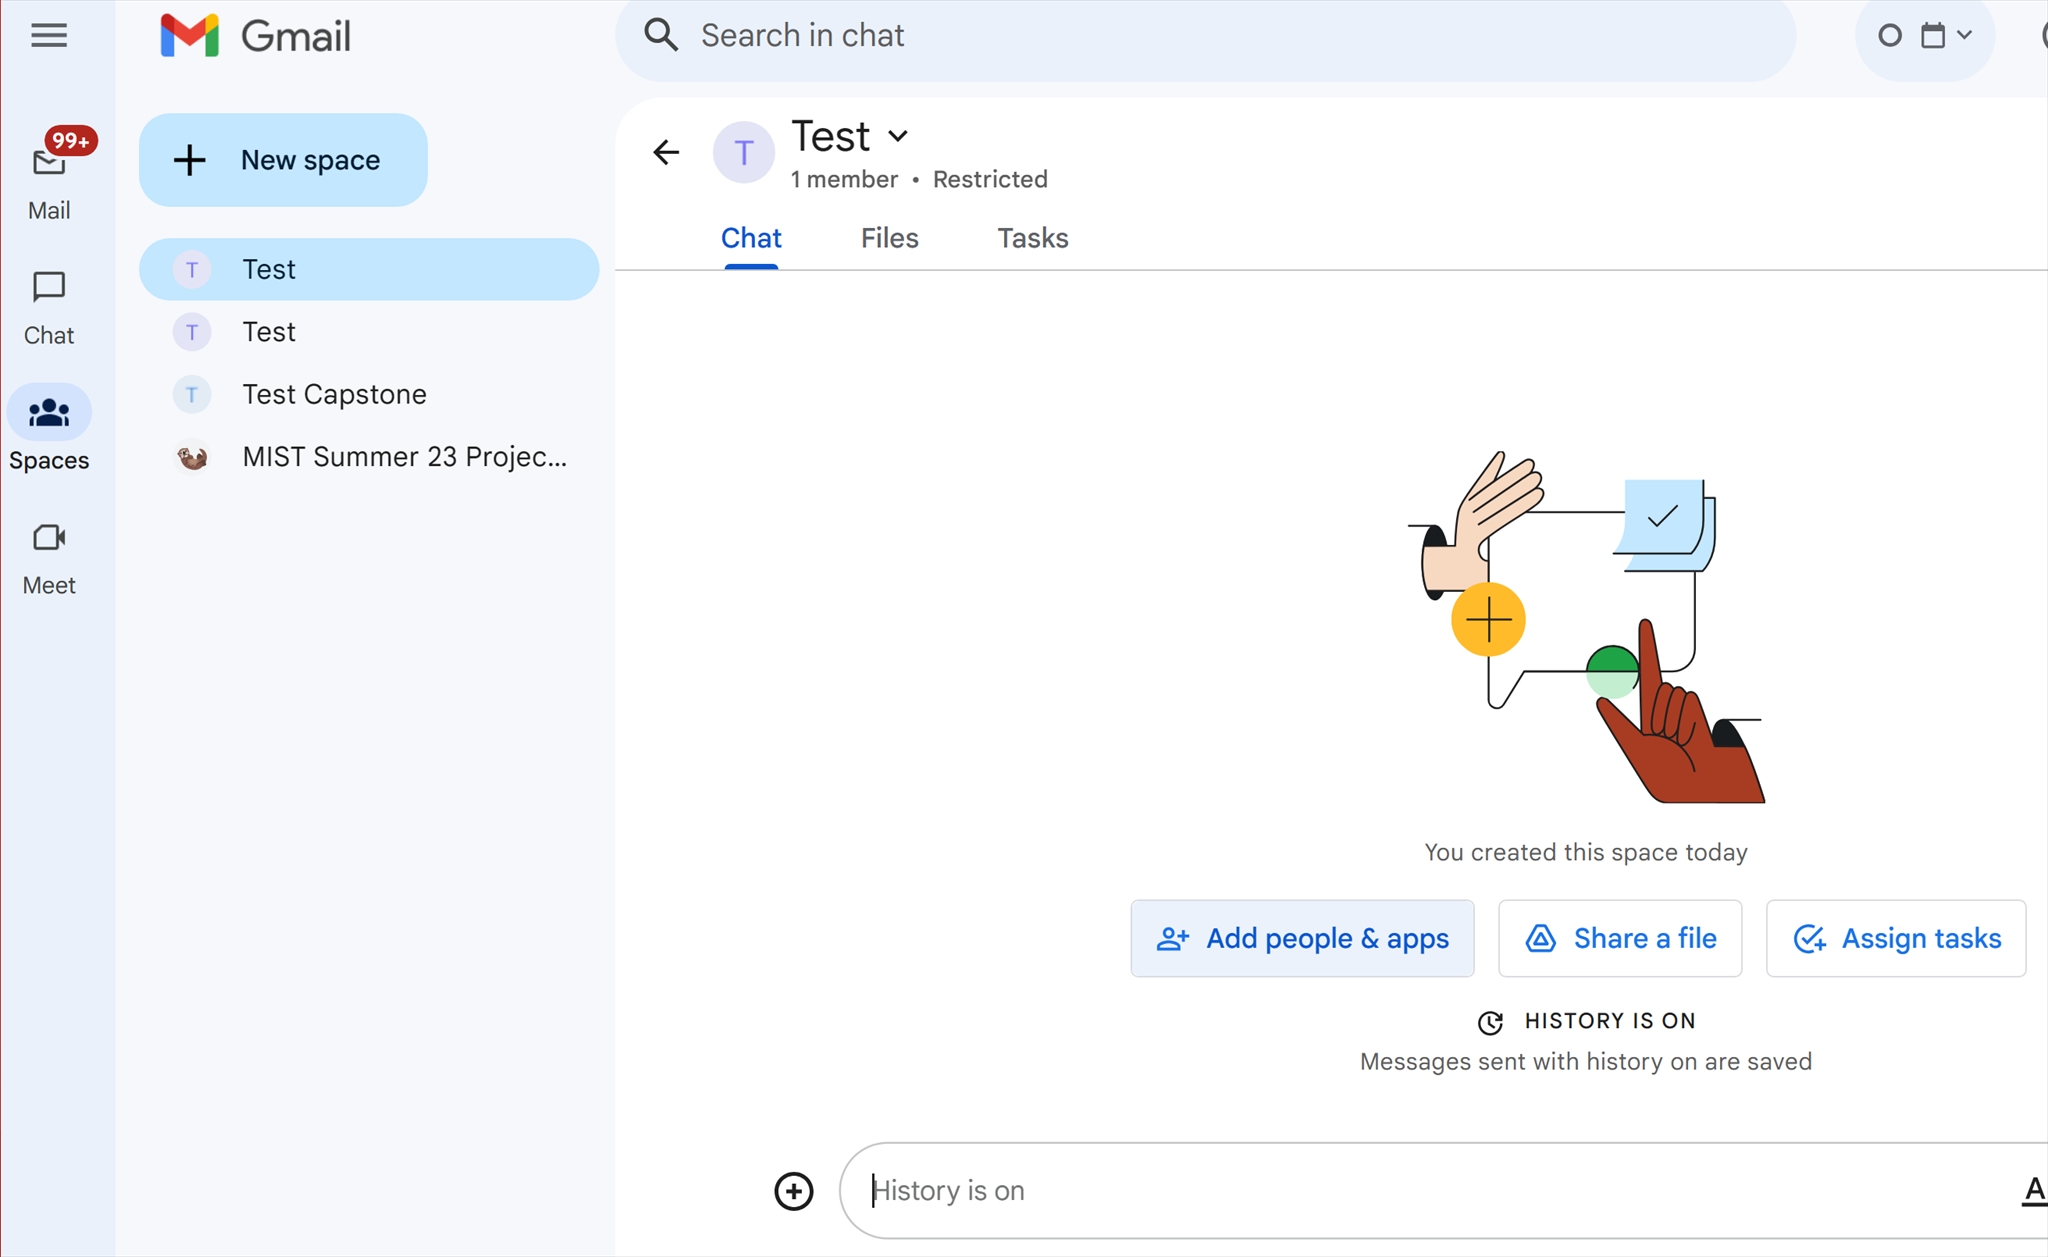 Gmail
Search in chat
99+
Mail
Chat
Spaces
Meet
New space
T Test
T Test
T Test Capstone
MIST Summer 23 Projec...
T Test
1 member • Restricted
Chat Files Tasks
You created this space today
Add people & apps Share a file Assign tasks
HISTORY IS ON
Messages sent with history on are saved
History is on
A